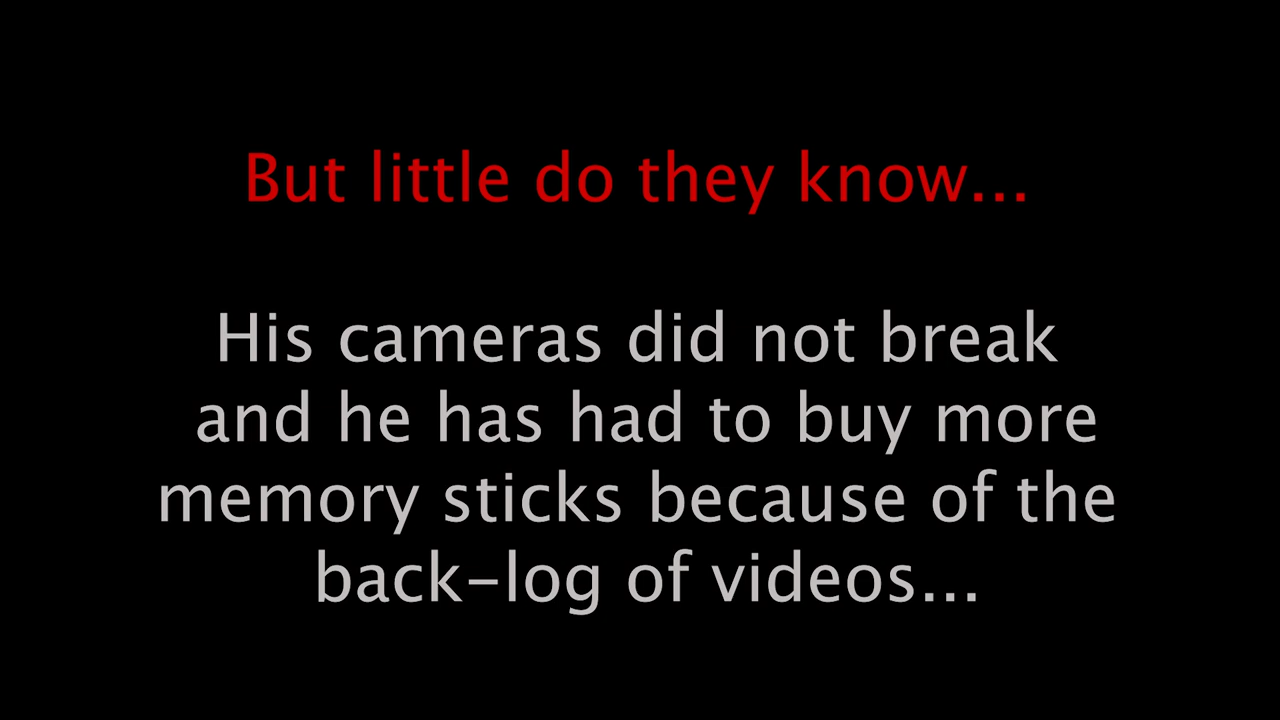 But little do they know...
His cameras did not break
and he has had to buy more
memory sticks because of the
back-log of videos...